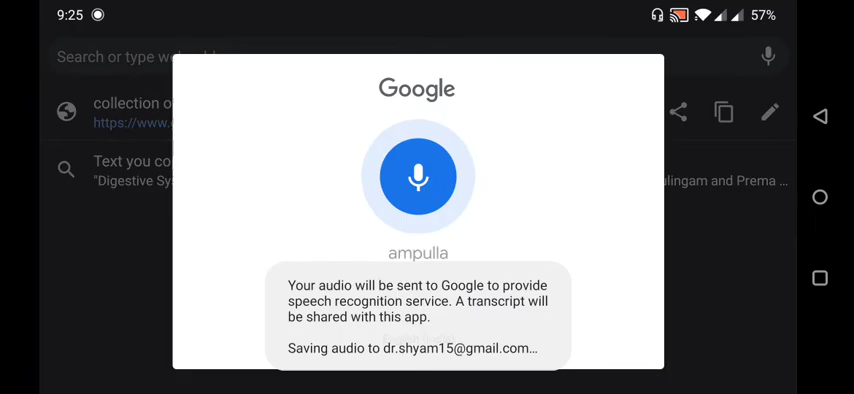 9:25
57%
Search or type we
Google
collection o
https://www.
ampulla
Text you co
"Digestive Sys
ulingam and Prema ...
Your audio will be sent to Google to provide
speech recognition service. A transcript will
be shared with this app.
Saving audio to dr.shyam15@gmail.com...